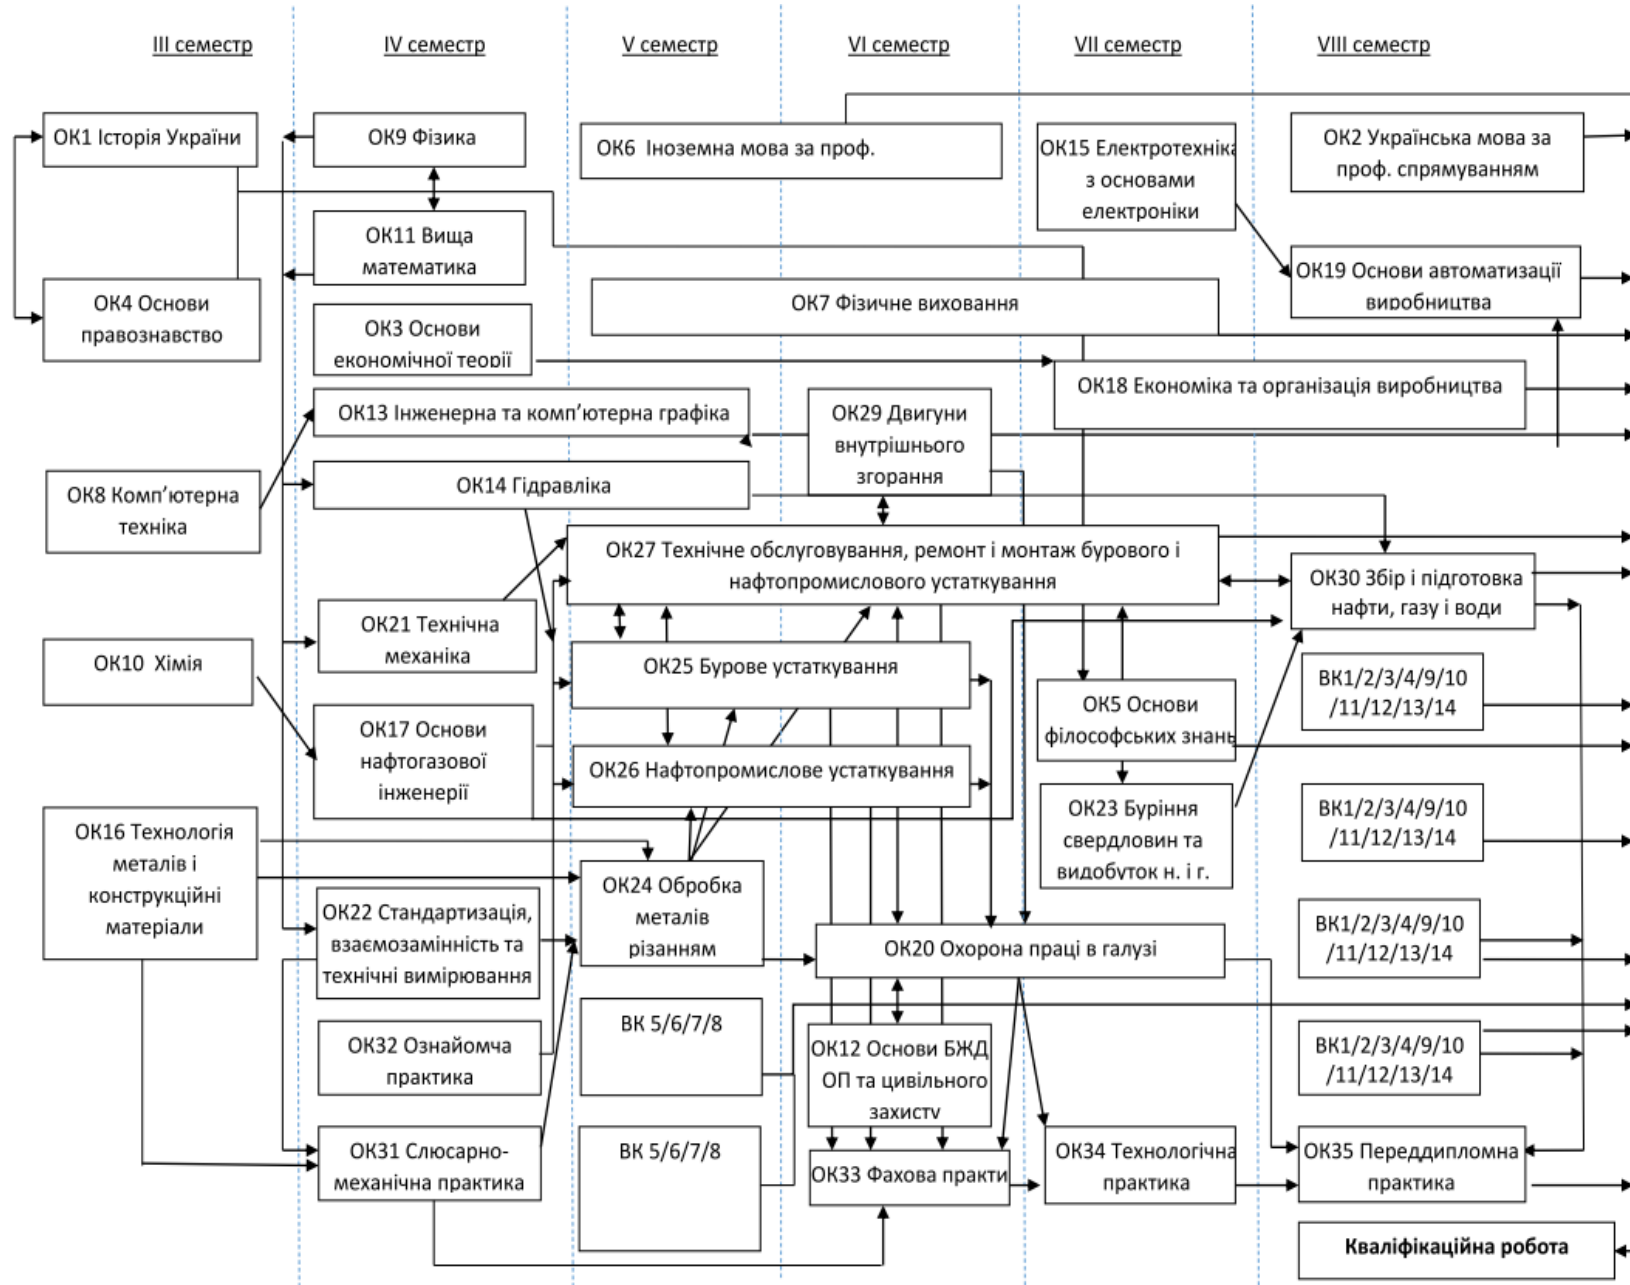 III семестр
IV семестр
V семестр
VI семестр
VII семестр
VIII семестр
ОК1 Історія України
ОК4 Основи
правознавство
ОК8 Комп’ютерна
техніка
ОК10 Хімія
ОК16 Технологія
металів і
конструкційні
матеріали
ОК9 Фізика
ОК11 Вища
математика
ОК3 Основи
економічної теорії
ОК13 Інженерна та комп’ютерна графіка
ОК14 Гідравліка
ОК21 Технічна
механіка
ОК17 Основи
нафтогазової
інженерії
ОК22 Стандартизація,
взаємозамінність та
технічні вимірювання
ОК32 Ознайомча
практика
ОК31 Слюсарно-
механічна практика
ОК6 Іноземна мова за проф.
ОК7 Фізичне виховання
ОК29 Двигуни
внутрішнього
згорання
ОК27 Технічне обслуговування, ремонт і монтаж бурового і
нафтопромислового устаткування
ОК25 Бурове устаткування
ОК26 Нафтопромислове устаткування
ОК24 Обробка
металів
різанням
ВК 5/6/7/8
ВК 5/6/7/8
ОК20 Охорона праці в галузі
ОК12 Основи БЖД
ОП та цивільного
захисту
ОК33 Фахова практи
ОК15 Електротехніка
з основами
електроніки
ОК18 Економіка та організація виробництва
ОК5 Основи
філософських знань
ОК23 Буріння
свердловин та
видобуток н. і г.
ОК34 Технологічна
практика
ОК2 Українська мова за
проф. спрямуванням
ОК19 Основи автоматизації
виробництва
ОК30 Збір і підготовка
нафти, газу і води
ВК1/2/3/4/9/10
/11/12/13/14
ВК1/2/3/4/9/10
/11/12/13/14
ВК1/2/3/4/9/10
/11/12/13/14
ВК1/2/3/4/9/10
/11/12/13/14
ОК35 Переддипломна
практика
Кваліфікаційна робота